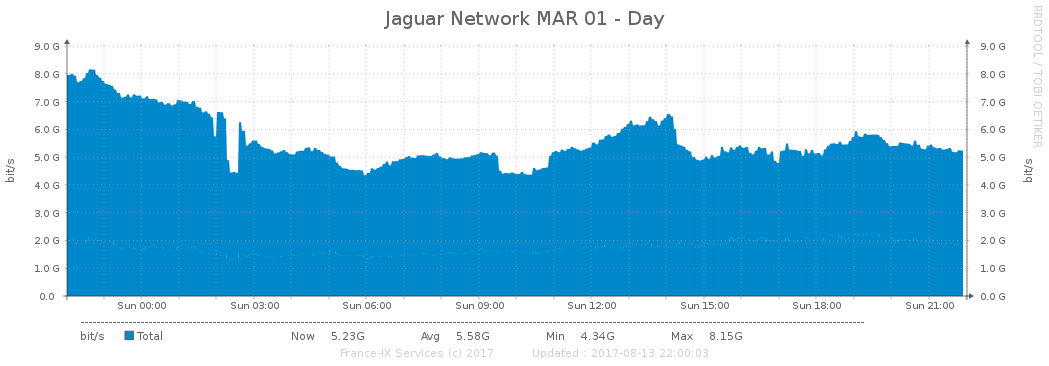 Jaguar Network MAR 01 - Day
RRDTOOL / TOBI OETIKER
bit/s
9.0 G
8.0 G
7.0 G
6.0 G
5.0 G
4.0 G
3.0 G
2.0 G
1.0 G
0.0
9.0 G
8.0 G
7.0 G
6.0 G
5.0 G
4.0 G
3.0 G
2.0 G
1.0 G
0.0 G
bit/s
Sun 00:00 Sun 03:00 Sun 06:00 Sun 09:00 Sun 12:00 Sun 15:00 Sun 18:00 Sun 21:00
bit/s Total Now 5.23G Avg 5.58G Min 4.34G Max 8.15G
France-IX Services (c) 2017 Updated : 2017-08-13 22:00:03